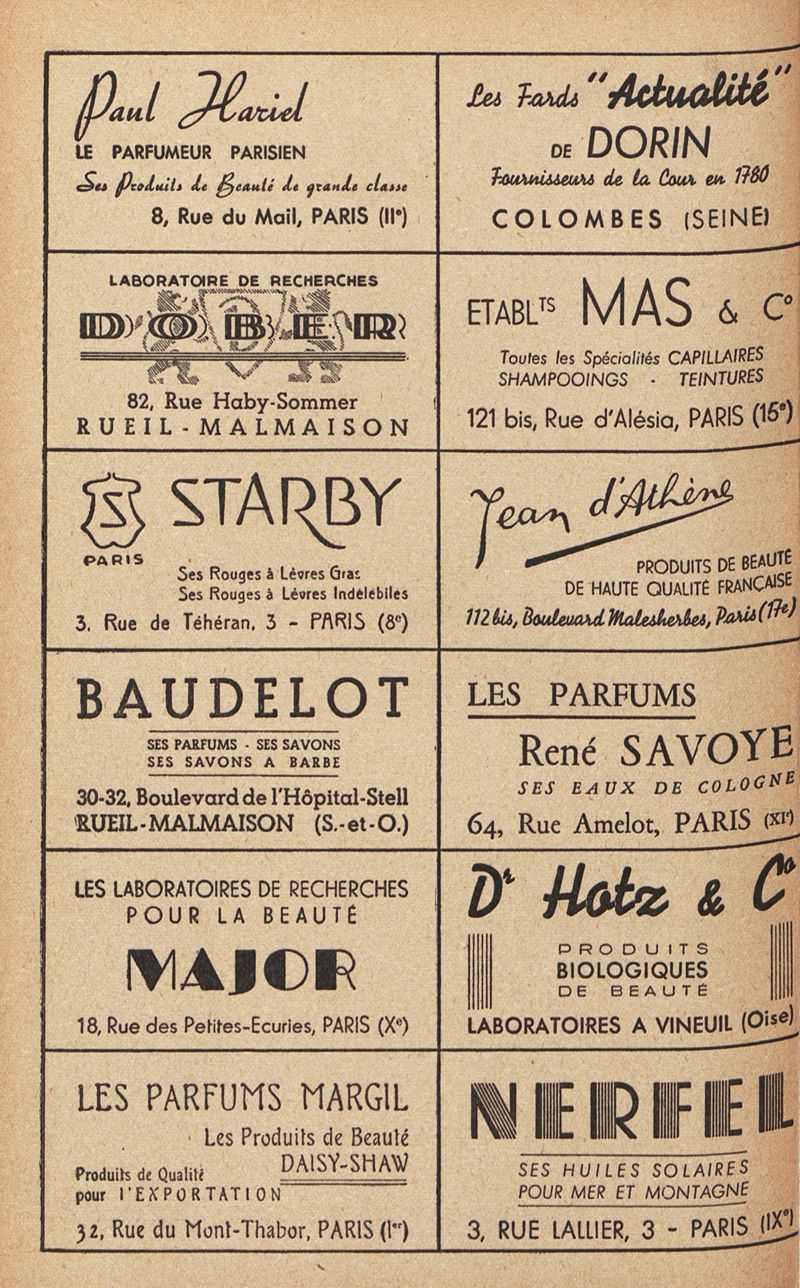 Paul Hariel
LE PARFUMEUR PARISIEN
Ses Produits de Beauté de grande classe
8, Rue du Mail, PARIS (IIe)
Les Fards "Actualité"
DE DORIN
Fournisseurs de la Cour en 1780
COLOMBES (SEINE)
LABORATOIRE DE RECHERCHES
DOBER
82, Rue Haby-Sommer
RUEIL-MALMAISON
ETABLTS MAS & Co
Toutes les Spécialités CAPILLAIRES
SHAMPOOINGS - TEINTURES
121 bis, Rue d'Alésia, PARIS (15e)
S STARBY
PARIS
Ses Rouges à Lèvres Gras
Ses Rouges à Lèvres Indélébiles
3, Rue de Téhéran, 3 - PARIS (8e)
Jean d'Athène
PRODUITS DE BEAUTÉ
DE HAUTE QUALITÉ FRANÇAISE
112 bis, Boulevard Malesherbes, Paris (17e)
BAUDELOT
SES PARFUMS - SES SAVONS
SES SAVONS A BARBE
30-32, Boulevard de l'Hôpital-Stell
RUEIL-MALMAISON (S.-et-O.)
LES PARFUMS
René SAVOYE
SES EAUX DE COLOGNE
64, Rue Amelot, PARIS (XIe)
LES LABORATOIRES DE RECHERCHES
POUR LA BEAUTÉ
MAJOR
18, Rue des Petites-Ecuries, PARIS (Xe)
Dr Hotz & Co
PRODUITS
BIOLOGIQUES
DE BEAUTÉ
LABORATOIRES A VINEUIL (Oise)
LES PARFUMS MARGIL
Les Produits de Beauté
DAISY-SHAW
Produits de Qualité
pour l'EXPORTATION
32, Rue du Mont-Thabor, PARIS (Ier)
NERFEL
SES HUILES SOLAIRES
POUR MER ET MONTAGNE
3, RUE LALLIER, 3 - PARIS (IXe)